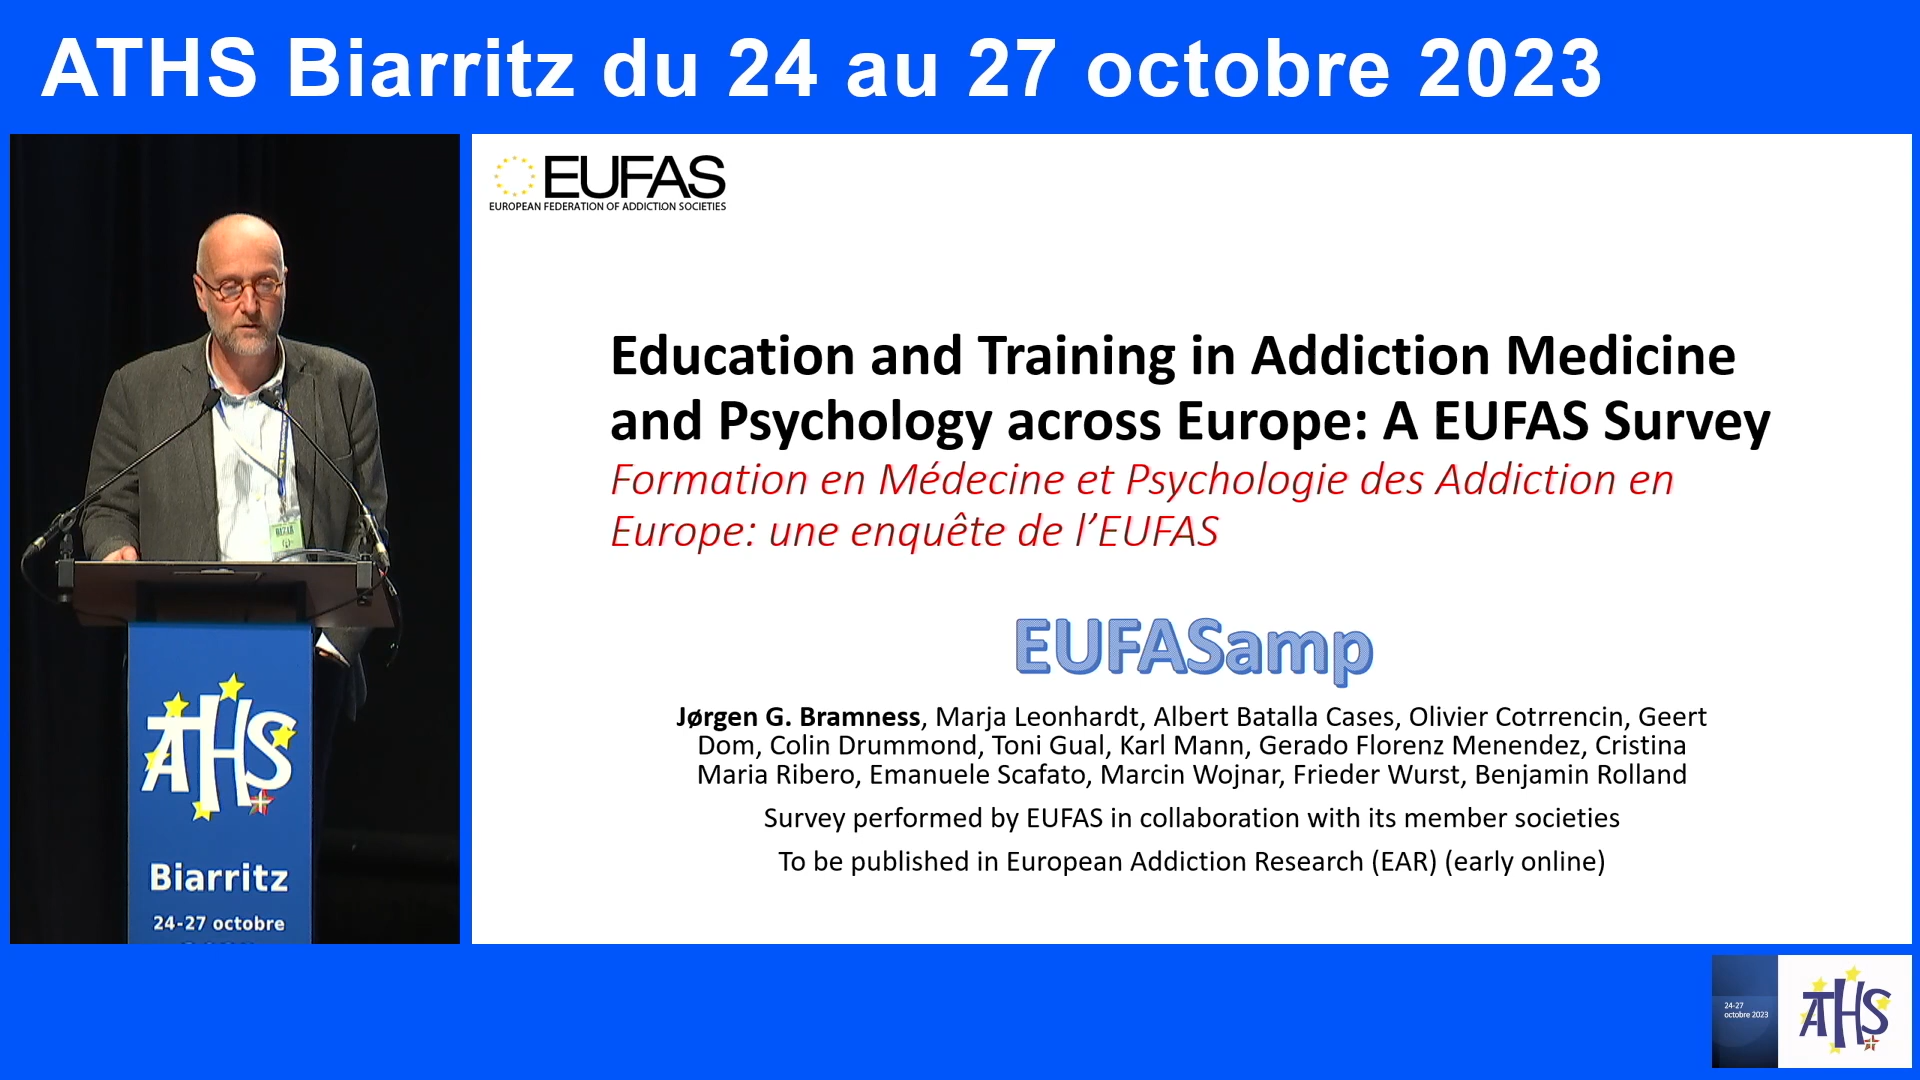 ATHS Biarritz du 24 au 27 octobre 2023
EUFAS
EUROPEAN FEDERATION OF ADDICTION SOCIETIES
Education and Training in Addiction Medicine
and Psychology across Europe: A EUFAS Survey
Formation en Médecine et Psychologie des Addiction en
Europe: une enquête de l’EUFAS
EUFASamp
Jørgen G. Bramness, Marja Leonhardt, Albert Batalla Cases, Olivier Cotrrencin, Geert
Dom, Colin Drummond, Toni Gual, Karl Mann, Gerado Florenz Menendez, Cristina
Maria Ribero, Emanuele Scafato, Marcin Wojnar, Frieder Wurst, Benjamin Rolland
Survey performed by EUFAS in collaboration with its member societies
To be published in European Addiction Research (EAR) (early online)
ATHS
Biarritz
24-27 octobre
24-27
octobre 2023
ATHS